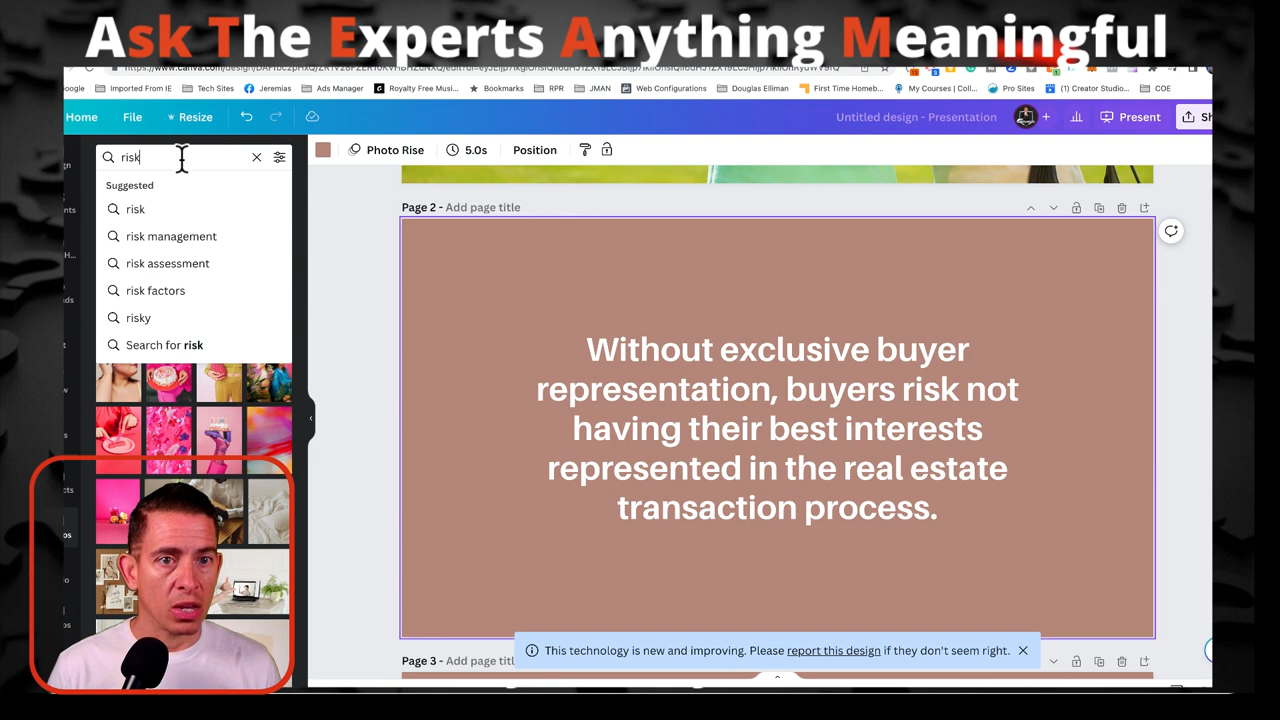 Ask The Experts Anything Meaningful
oogle Imported From IE Tech Sites Jeremias Ads Manager Royalty Free Musi... Bookmarks RPR JMAN Web Configurations Douglas Elliman First Time Homeb... My Courses | Coll... Pro Sites (1) Creator Studio... COE
Home File Resize Untitled design - Presentation + Present Sh
risk
Photo Rise 5.0s Position
Suggested
risk
risk management
risk assessment
risk factors
risky
Search for risk
Page 2 - Add page title
Without exclusive buyer
representation, buyers risk not
having their best interests
represented in the real estate
transaction process.
This technology is new and improving. Please report this design if they don't seem right.
Page 3 - Add page titl